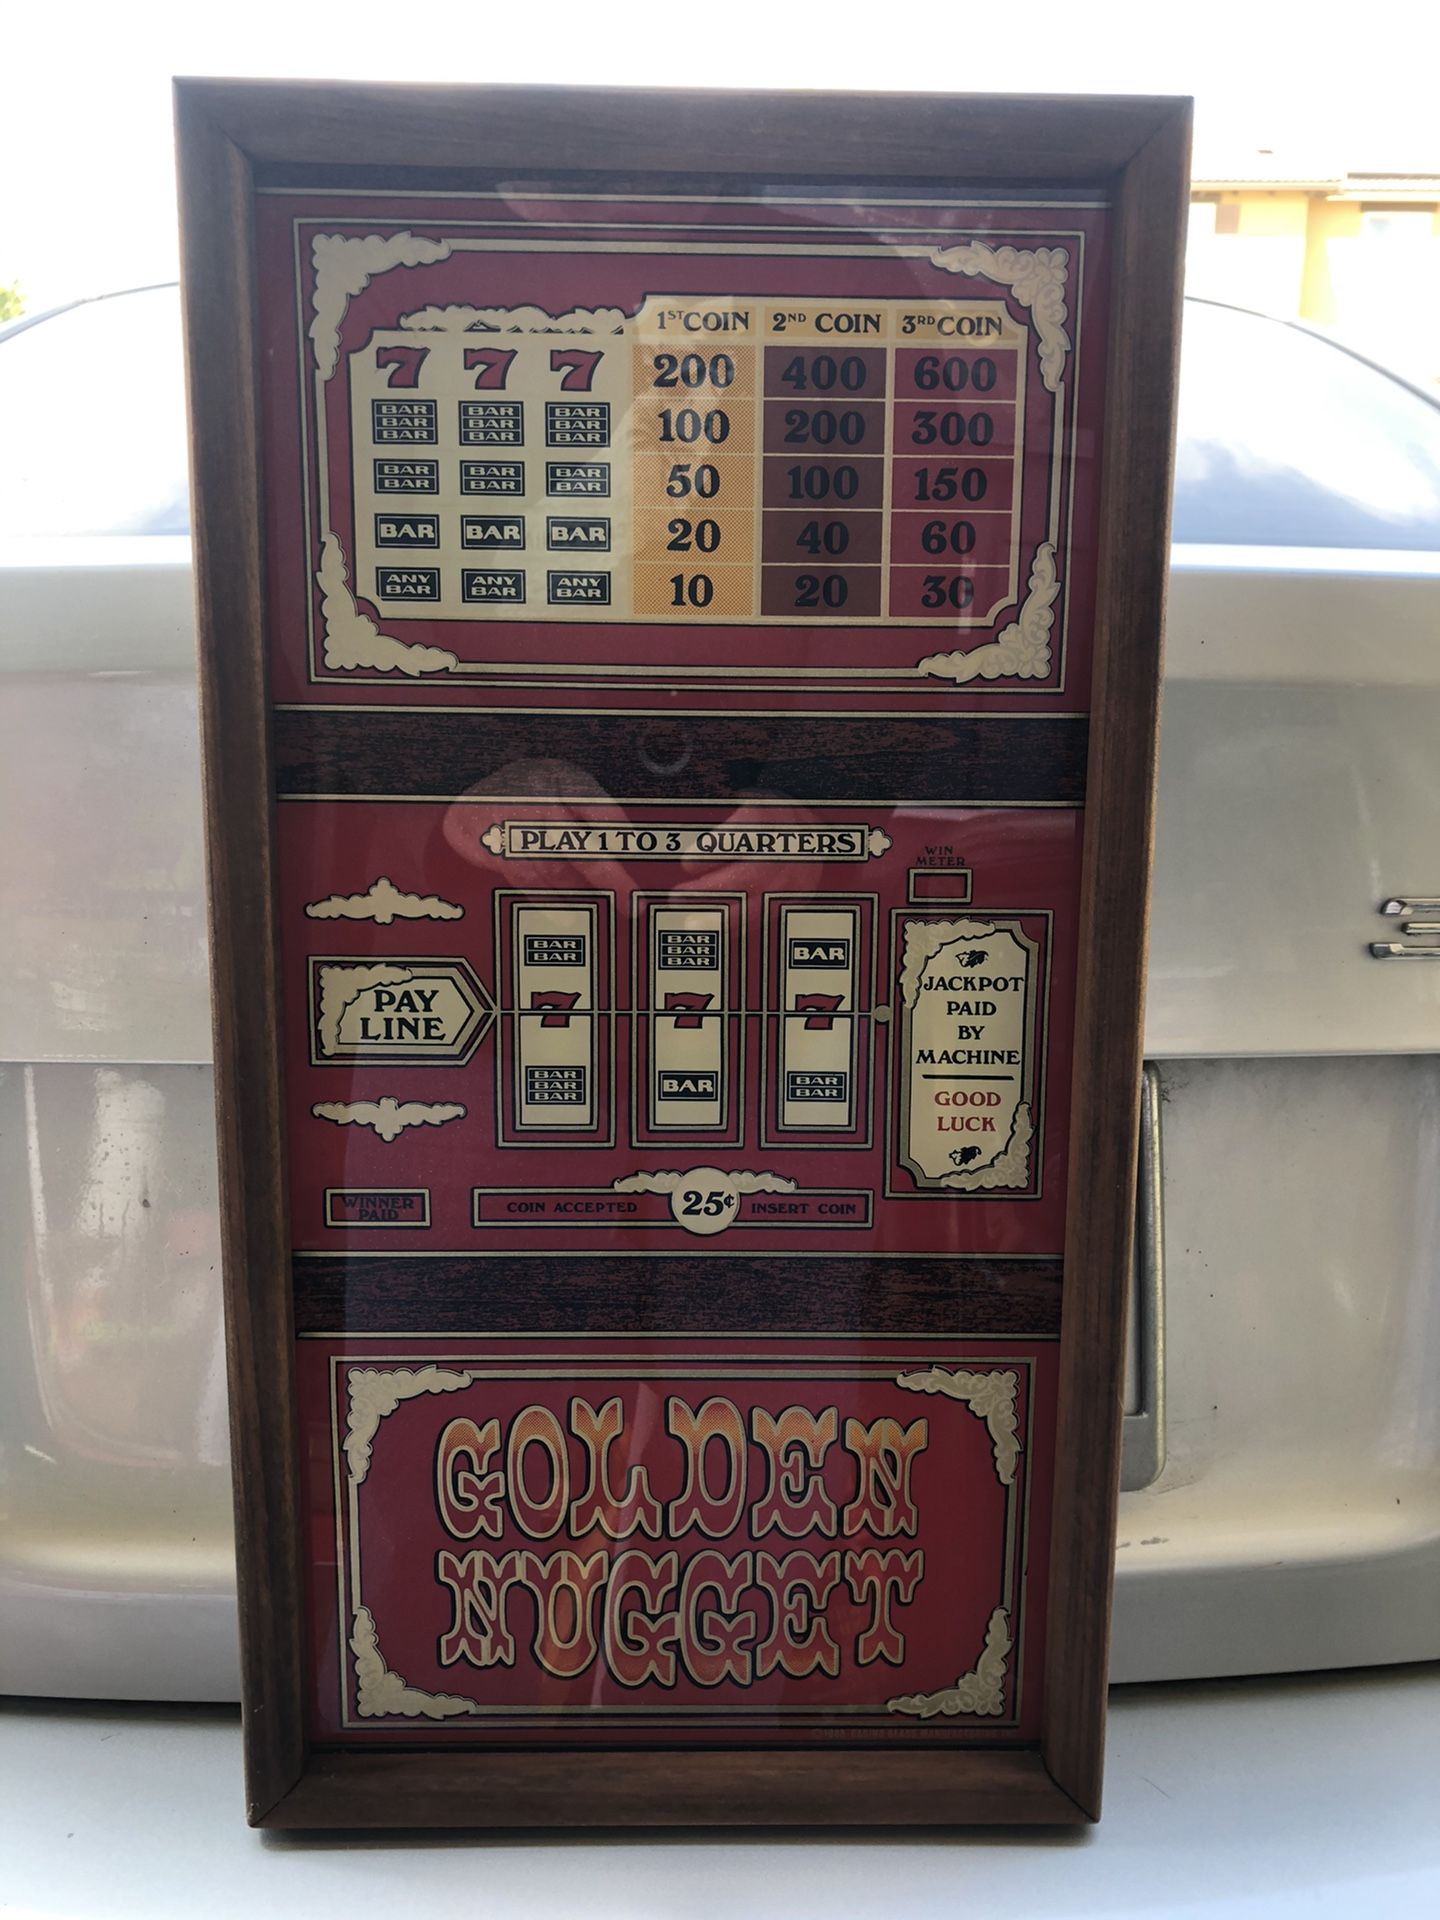 1ST COIN 2ND COIN 3RD COIN
7 7 7 200 400 600
BAR BAR BAR
BAR BAR BAR
BAR BAR BAR
100 200 300
BAR BAR BAR
BAR BAR BAR
50 100 150
BAR BAR BAR 20 40 60
ANY ANY ANY
BAR BAR BAR
10 20 30
PLAY 1 TO 3 QUARTERS
WIN
METER
PAY
LINE
BAR
BAR
7
BAR
BAR
BAR
BAR
BAR
BAR
7
BAR
BAR
7
BAR
BAR
JACKPOT
PAID
BY
MACHINE
GOOD
LUCK
WINNER
PAID
COIN ACCEPTED 25¢ INSERT COIN
GOLDEN
NUGGET